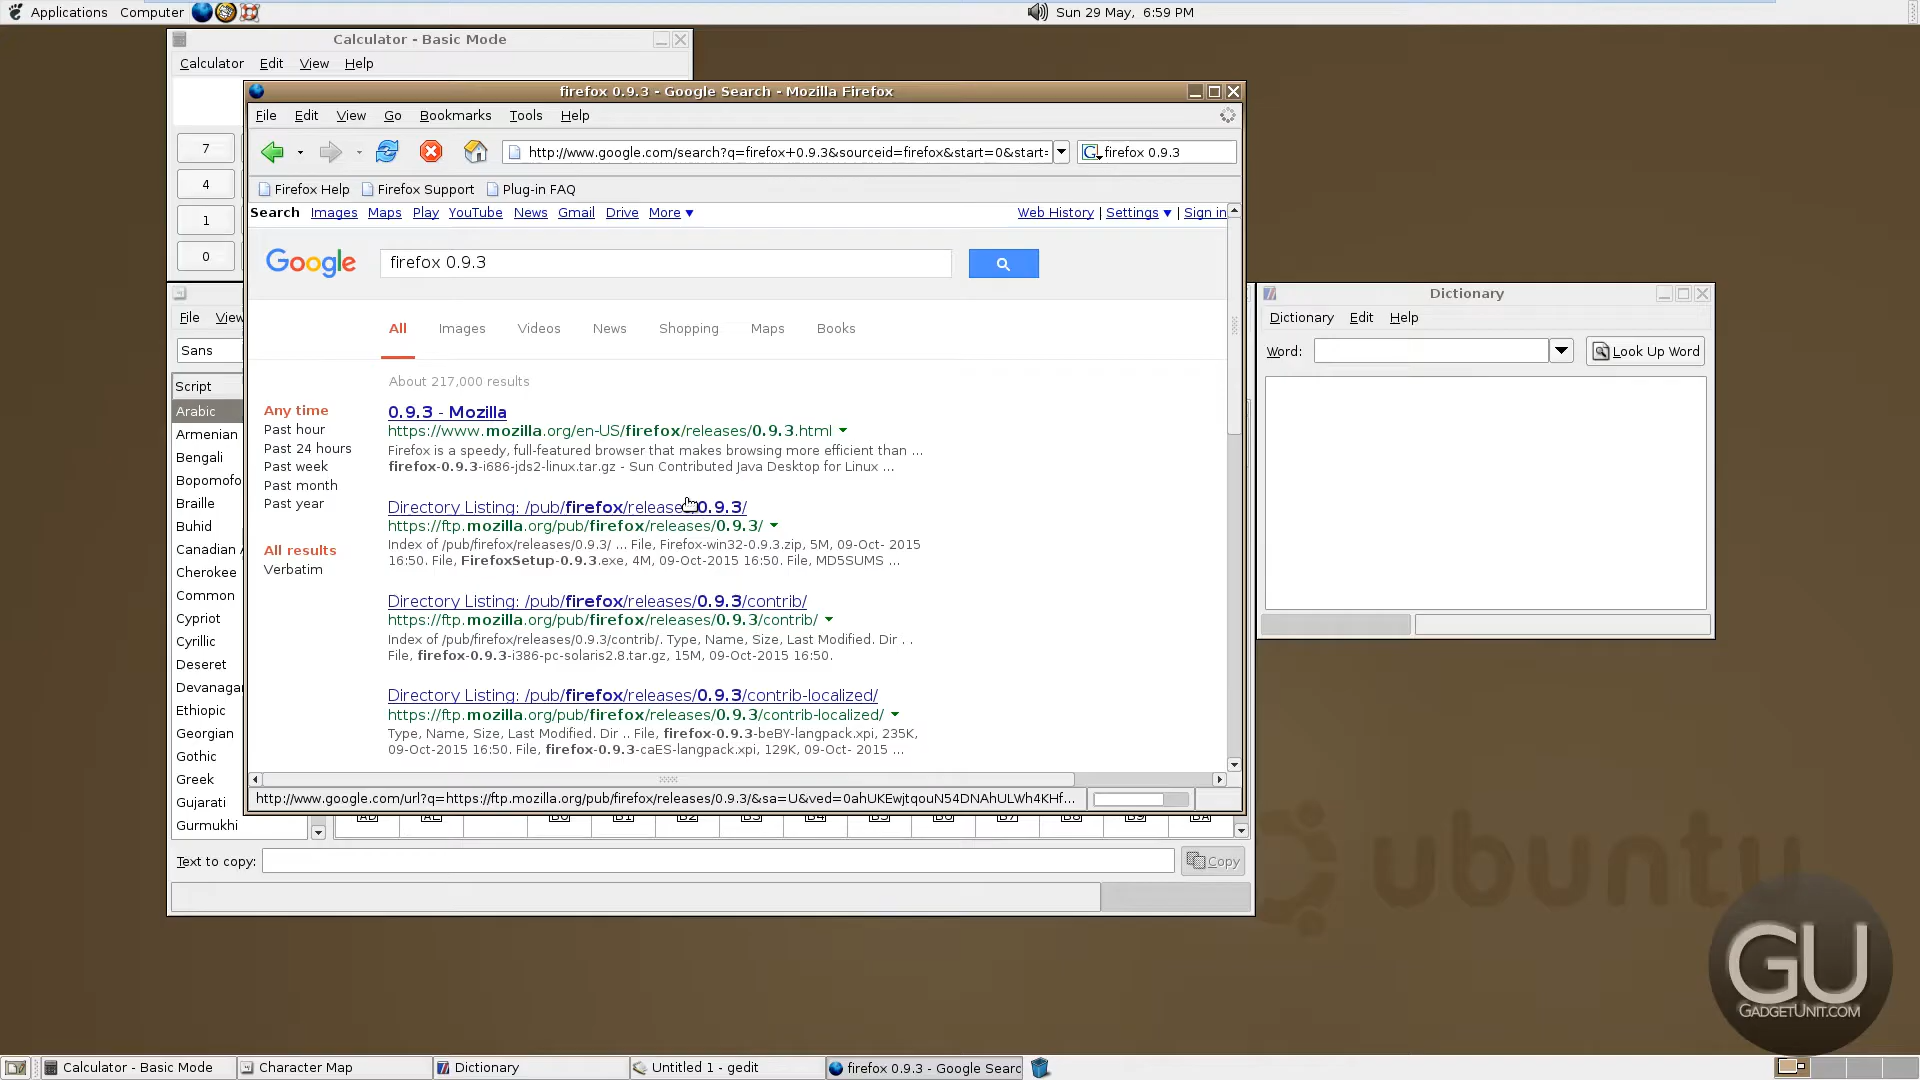 Applications Computer
Sun 29 May, 6:59 PM
Calculator - Basic Mode
Calculator Edit View Help
7
4
1
0
firefox 0.9.3 - Google Search - Mozilla Firefox
File Edit View Go Bookmarks Tools Help
http://www.google.com/search?q=firefox+0.9.3&sourceid=firefox&start=0&start=
firefox 0.9.3
Firefox Help Firefox Support Plug-in FAQ
Search Images Maps Play YouTube News Gmail Drive More ▼
Web History | Settings ▼ | Sign in
Google
firefox 0.9.3
All Images Videos News Shopping Maps Books
About 217,000 results
Any time
Past hour
Past 24 hours
Past week
Past month
Past year
All results
Verbatim
0.9.3 - Mozilla
https://www.mozilla.org/en-US/firefox/releases/0.9.3.html
Firefox is a speedy, full-featured browser that makes browsing more efficient than ...
firefox-0.9.3-i686-jds2-linux.tar.gz - Sun Contributed Java Desktop for Linux ...
Directory Listing: /pub/firefox/releases/0.9.3/
https://ftp.mozilla.org/pub/firefox/releases/0.9.3/
Index of /pub/firefox/releases/0.9.3/ ... File, Firefox-win32-0.9.3.zip, 5M, 09-Oct- 2015
16:50. File, FirefoxSetup-0.9.3.exe, 4M, 09-Oct-2015 16:50. File, MD5SUMS ...
Directory Listing: /pub/firefox/releases/0.9.3/contrib/
https://ftp.mozilla.org/pub/firefox/releases/0.9.3/contrib/
Index of /pub/firefox/releases/0.9.3/contrib/. Type, Name, Size, Last Modified. Dir . .
File, firefox-0.9.3-i386-pc-solaris2.8.tar.gz, 15M, 09-Oct-2015 16:50.
Directory Listing: /pub/firefox/releases/0.9.3/contrib-localized/
https://ftp.mozilla.org/pub/firefox/releases/0.9.3/contrib-localized/
Type, Name, Size, Last Modified. Dir .. File, firefox-0.9.3-beBY-langpack.xpi, 235K,
09-Oct-2015 16:50. File, firefox-0.9.3-caES-langpack.xpi, 129K, 09-Oct- 2015 ...
http://www.google.com/url?q=https://ftp.mozilla.org/pub/firefox/releases/0.9.3/&sa=U&ved=0ahUKEwjtqouN54DNAhULWh4KHf...
File View
Sans
Script
Arabic
Armenian
Bengali
Bopomofo
Braille
Buhid
Canadian
Cherokee
Common
Cypriot
Cyrillic
Deseret
Devanagar
Ethiopic
Georgian
Gothic
Greek
Gujarati
Gurmukhi
AD AE B0 B1 B2 B3 B4 B5 B6 B7 B8 B9 BA
Text to copy:
Copy
Dictionary
Dictionary Edit Help
Word:
Look Up Word
ubuntu
GU
GADGETUNIT.COM
Calculator - Basic Mode
Character Map
Dictionary
Untitled 1 - gedit
firefox 0.9.3 - Google Searc